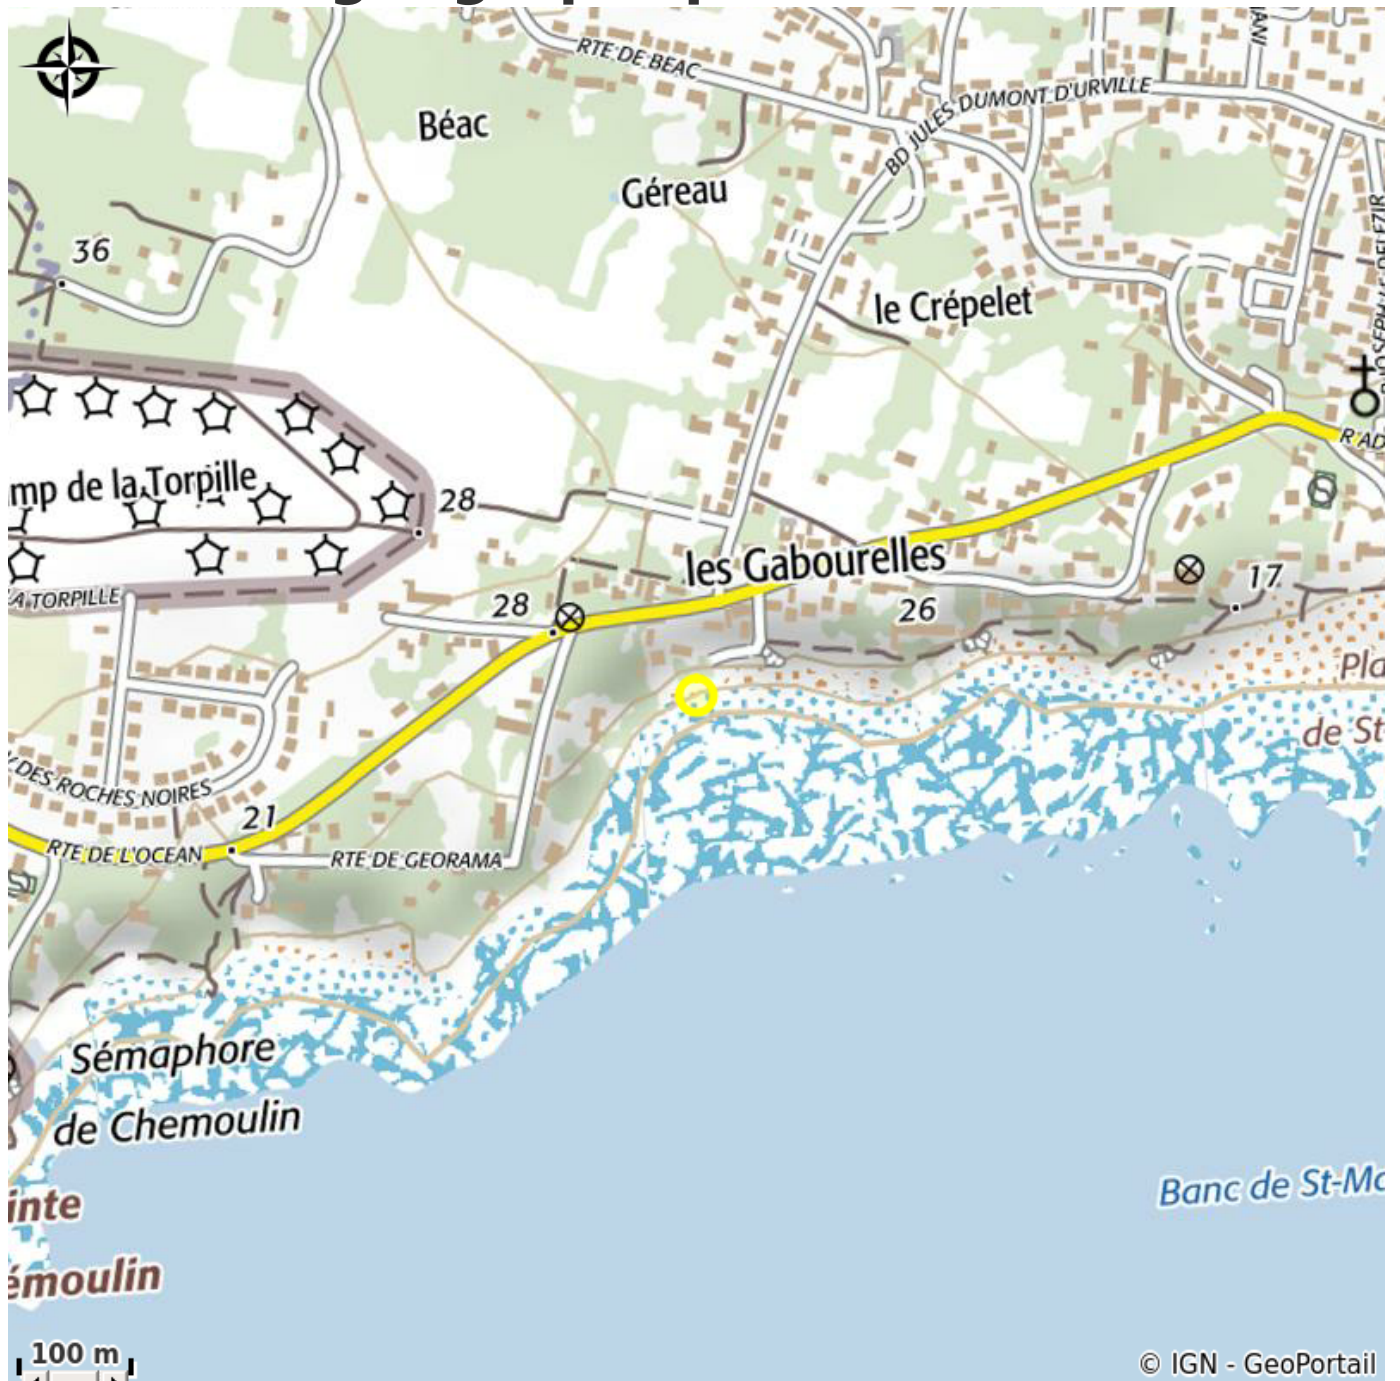 RTE DE BEAC
BD JULES DUMONT D'URVILLE
Béac
Géreau
36
le Crépelet
R AD
mp de la Torpille
28
les Gabourelles
17
A TORPILLE
28
26
Pla
de St-
DES ROCHES NOIRES
21
RTE DE L'OCEAN
RTE DE GEORAMA
Sémaphore
de Chemoulin
Banc de St-Ma
inte
émoulin
100 m
© IGN - GeoPortail